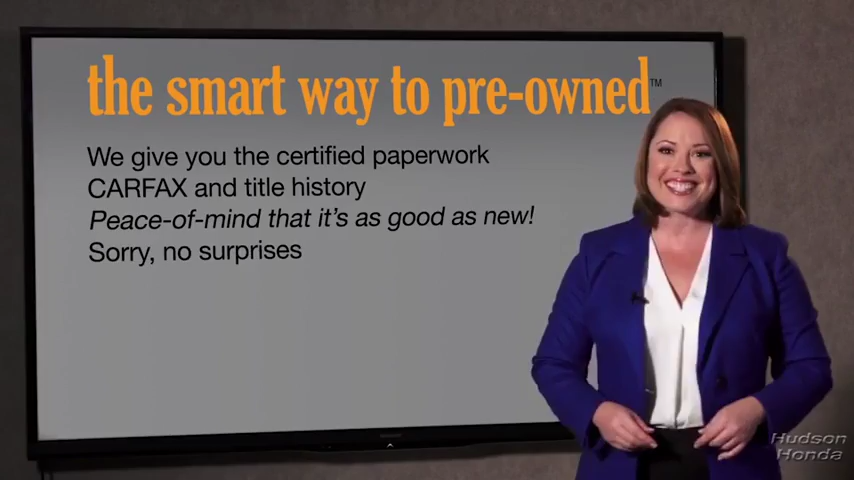 the smart way to pre-owned™
We give you the certified paperwork
CARFAX and title history
Peace-of-mind that it's as good as new!
Sorry, no surprises
Hudson
Honda